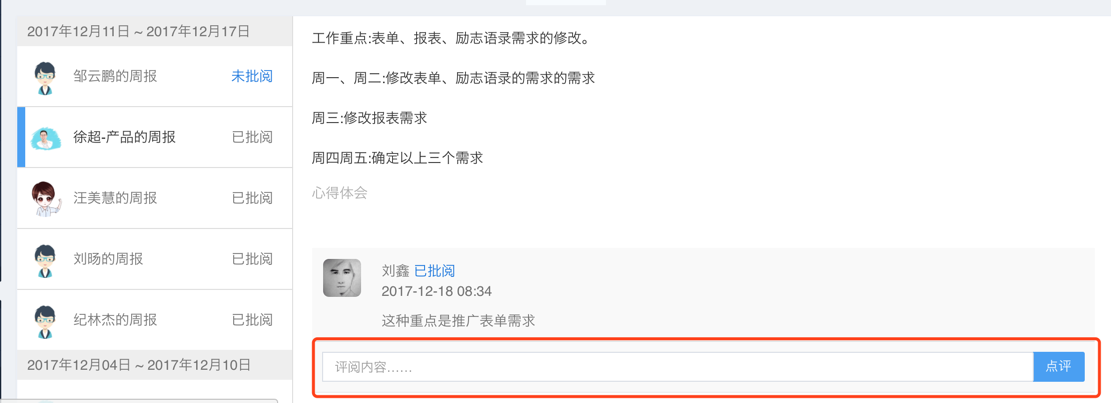 2017年12月11日 ~ 2017年12月17日
邹云鹏的周报 未批阅
徐超-产品的周报 已批阅
汪美慧的周报 已批阅
刘旸的周报 已批阅
纪林杰的周报 已批阅
2017年12月04日 ~ 2017年12月10日
工作重点:表单、报表、励志语录需求的修改。
周一、周二:修改表单、励志语录的需求的需求
周三:修改报表需求
周四周五:确定以上三个需求
心得体会
刘鑫 已批阅
2017-12-18 08:34
这种重点是推广表单需求
评阅内容…… 点评